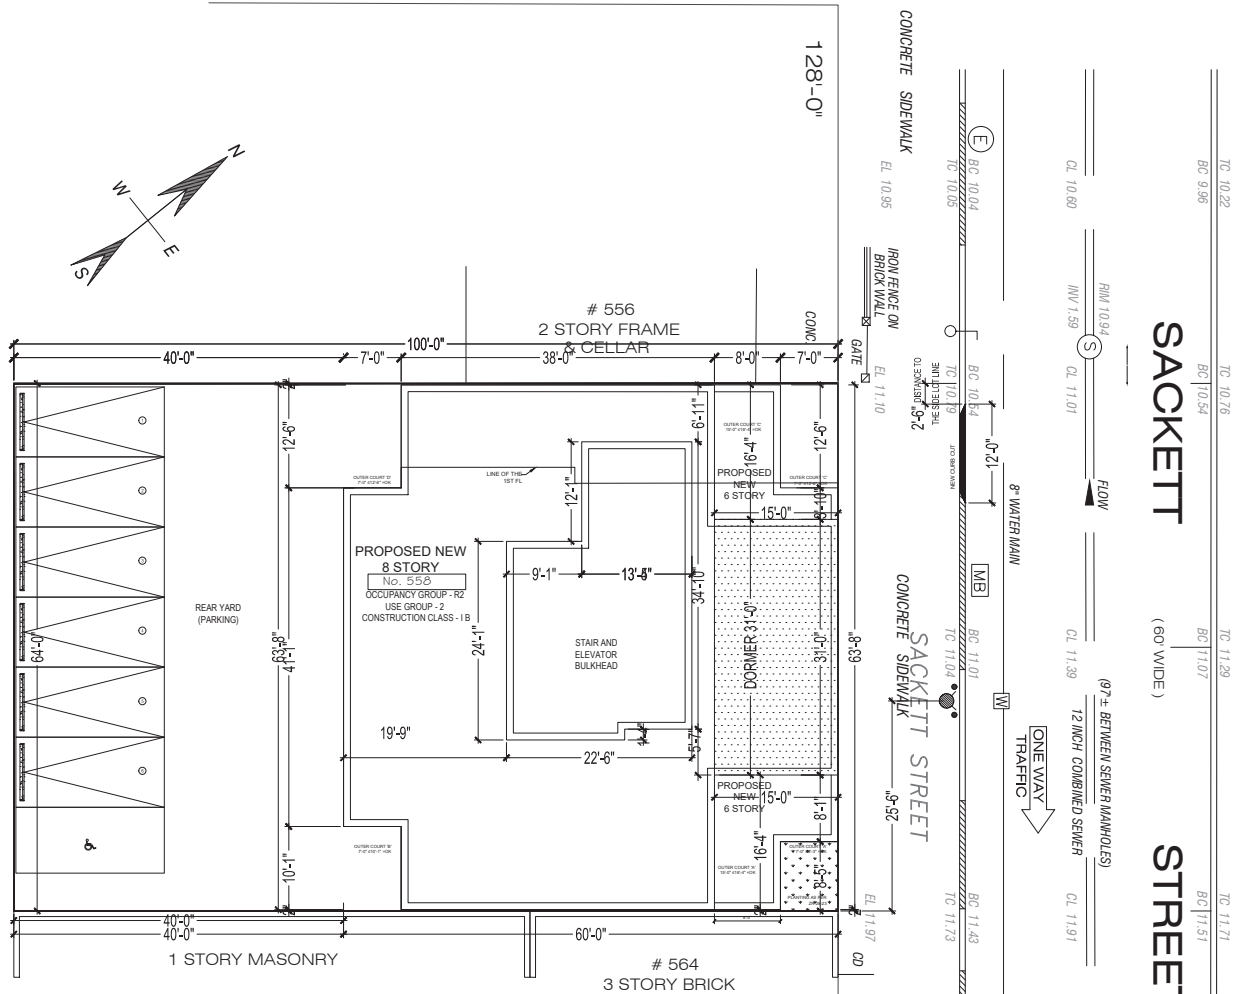 128'-0"
CONCRETE SIDEWALK
EL 10.95
E
TC 10.05
BC 10.04
CL 10.60
BC 9.96
TC 10.22
N
W
E
S
# 556
2 STORY FRAME
& CELLAR
CONC.
GATE
IRON FENCE ON
BRICK WALL
EL 11.10
INV 1.59
RIM 10.94
S
CL 11.01
BC 10.54
TC 10.76
SACKETT
STREET
( 60' WIDE )
100'-0"
40'-0"
7'-0"
38'-0"
8'-0"
7'-0"
DISTANCE TO
THE SIDE LOT LINE
2'-6"
BC 10.54
12'-0"
NEW CURB CUT
8" WATER MAIN
FLOW
12'-6"
6'-11"
16'-4"
12'-6"
OUTER COURT 'C'
OUTER COURT 'D'
LINE OF THE
1ST FL
12'-1"
PROPOSED
NEW
6 STORY
15'-0"
PROPOSED NEW
8 STORY
No. 558
OCCUPANCY GROUP - R2
USE GROUP - 2
CONSTRUCTION CLASS - I B
9'-1"
34'-10"
REAR YARD
(PARKING)
64'-0"
63'-8"
41'-1"
24'-1"
STAIR AND
ELEVATOR
BULKHEAD
DORMER 31'-0"
31'-0"
63'-8"
CONCRETE SIDEWALK
SACKETT STREET
MB
TC 11.04
BC 11.01
CL 11.39
BC 11.07
TC 11.29
W
ONE WAY
TRAFFIC
(97'± BETWEEN SEWER MANHOLES)
12 INCH COMBINED SEWER
19'-9"
22'-6"
5'-7"
PROPOSED
NEW
6 STORY
15'-0"
25'-6"
8'-1"
16'-4"
10'-1"
8'-5"
OUTER COURT 'B'
OUTER COURT 'A'
EL 11.97
TC 11.73
BC 11.43
CL 11.91
BC 11.51
TC 11.71
40'-0"
40'-0"
60'-0"
1 STORY MASONRY
# 564
3 STORY BRICK
CD